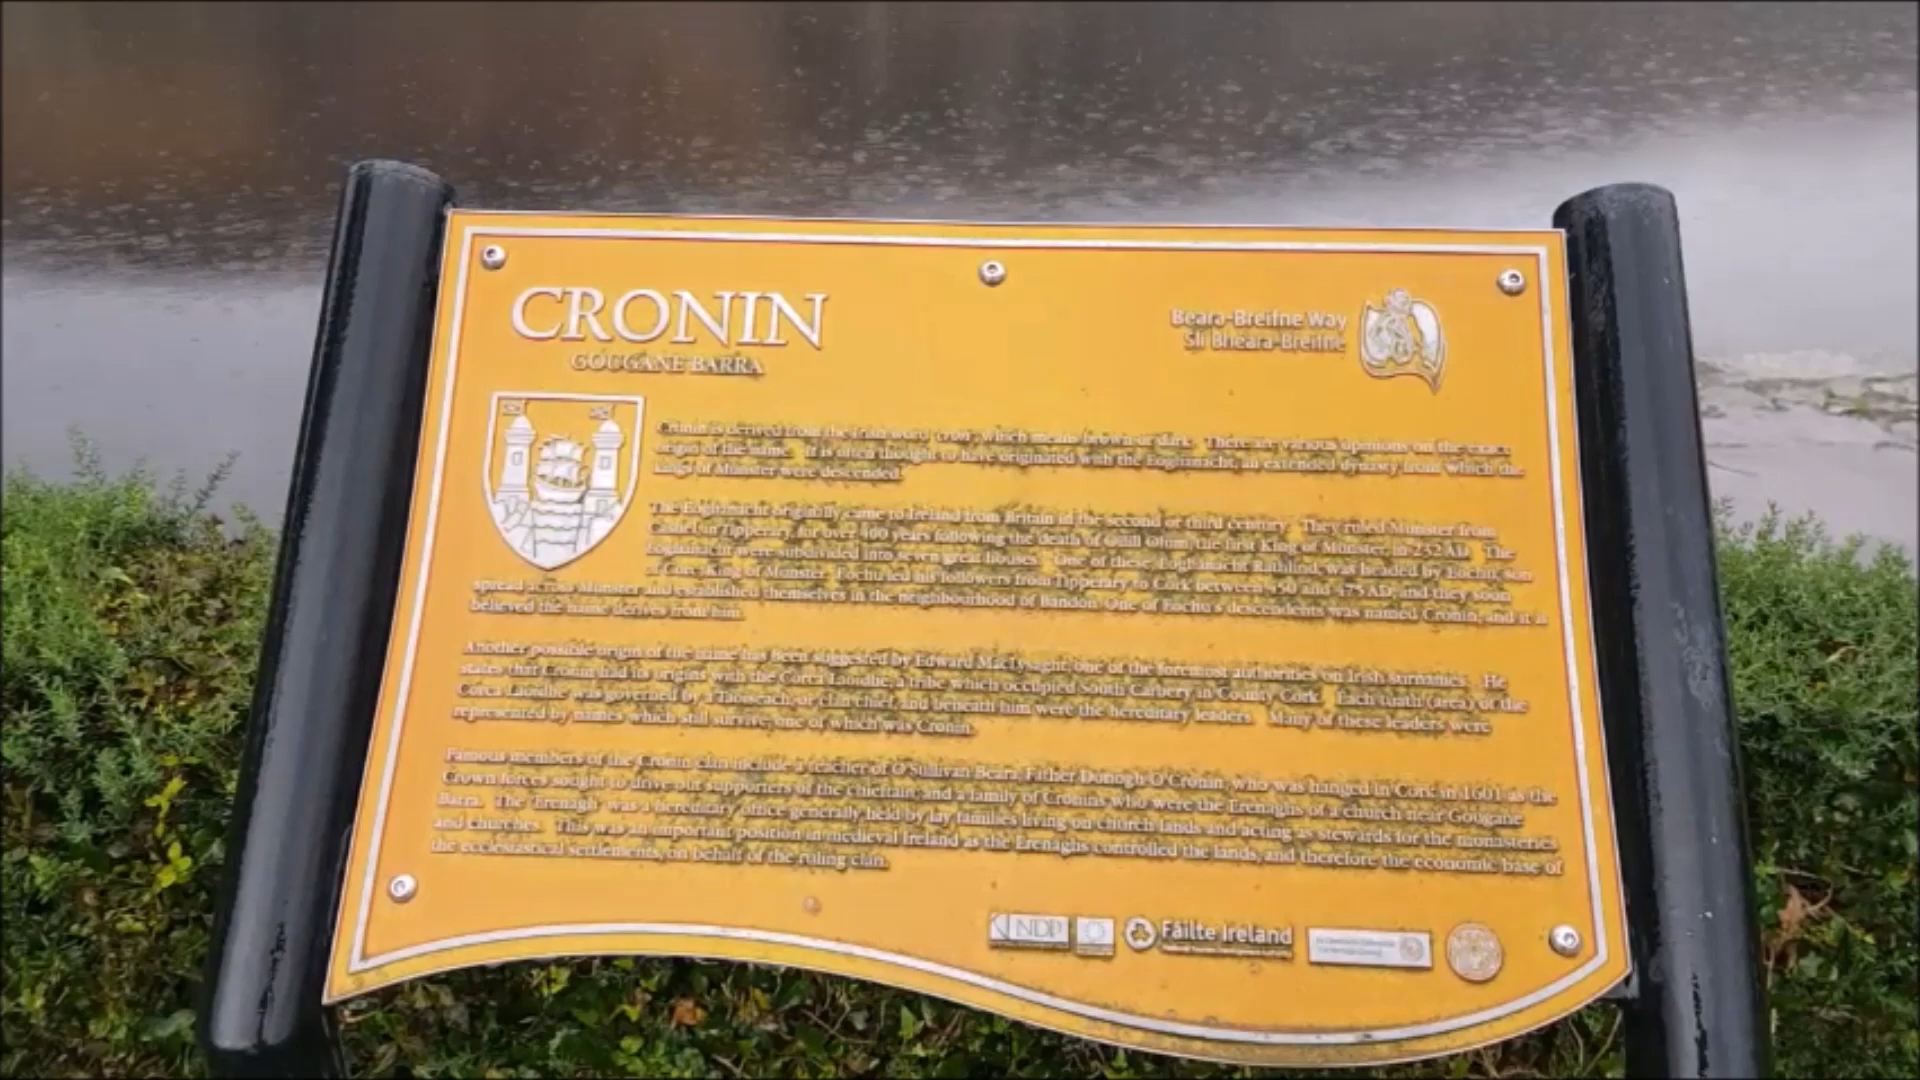 CRONIN
GOUGANE BARRA
Beara-Breifne Way
Slí Bheara-Breifne
Cronin is derived from the Irish word 'cron', which means brown or dark. There are various opinions on the exact
origin of the name. It is often thought to have originated with the Eoghanacht, an extended dynasty from which the
kings of Munster were descended.
The Eoghanacht originally came to Ireland from Britain in the second or third century. They ruled Munster from
Cashel, in Tipperary, for over 400 years following the death of Oilill Olum, the first King of Munster, in 232 AD. The
Eoghanacht were subdivided into seven great houses. One of these, Eoghanacht Rathlind, was headed by Eochu, son
of Corc, King of Munster. Eochu led his followers from Tipperary to Cork between 450 and 475 AD, and they soon
spread across Munster and established themselves in the neighbourhood of Bandon. One of Eochu's descendents was named Cronin, and it is
believed the name derives from him.
Another possible origin of the name has been suggested by Edward MacLysaght, one of the foremost authorities on Irish surnames. He
states that Cronin had its origins with the Corca Laoidhe, a tribe which occupied South Carbery in County Cork. Each tuath (area) of the
Corca Laoidhe was governed by a Taoiseach, or clan chief, and beneath him were the hereditary leaders. Many of these leaders were
represented by names which still survive, one of which was Cronin.
Famous members of the Cronin clan include a teacher of O'Sullivan Beara, Father Donogh O'Cronin, who was hanged in Cork in 1601 as the
Crown forces sought to drive out supporters of the chieftain, and a family of Cronins who were the Erenaghs of a church near Gougane
Barra. The 'Erenagh' was a hereditary office generally held by lay families living on church lands and acting as stewards for the monasteries
and churches. This was an important position in medieval Ireland as the Erenaghs controlled the lands, and therefore the economic base of
the ecclesiastical settlements, on behalf of the ruling clan.
NDP
Fáilte Ireland